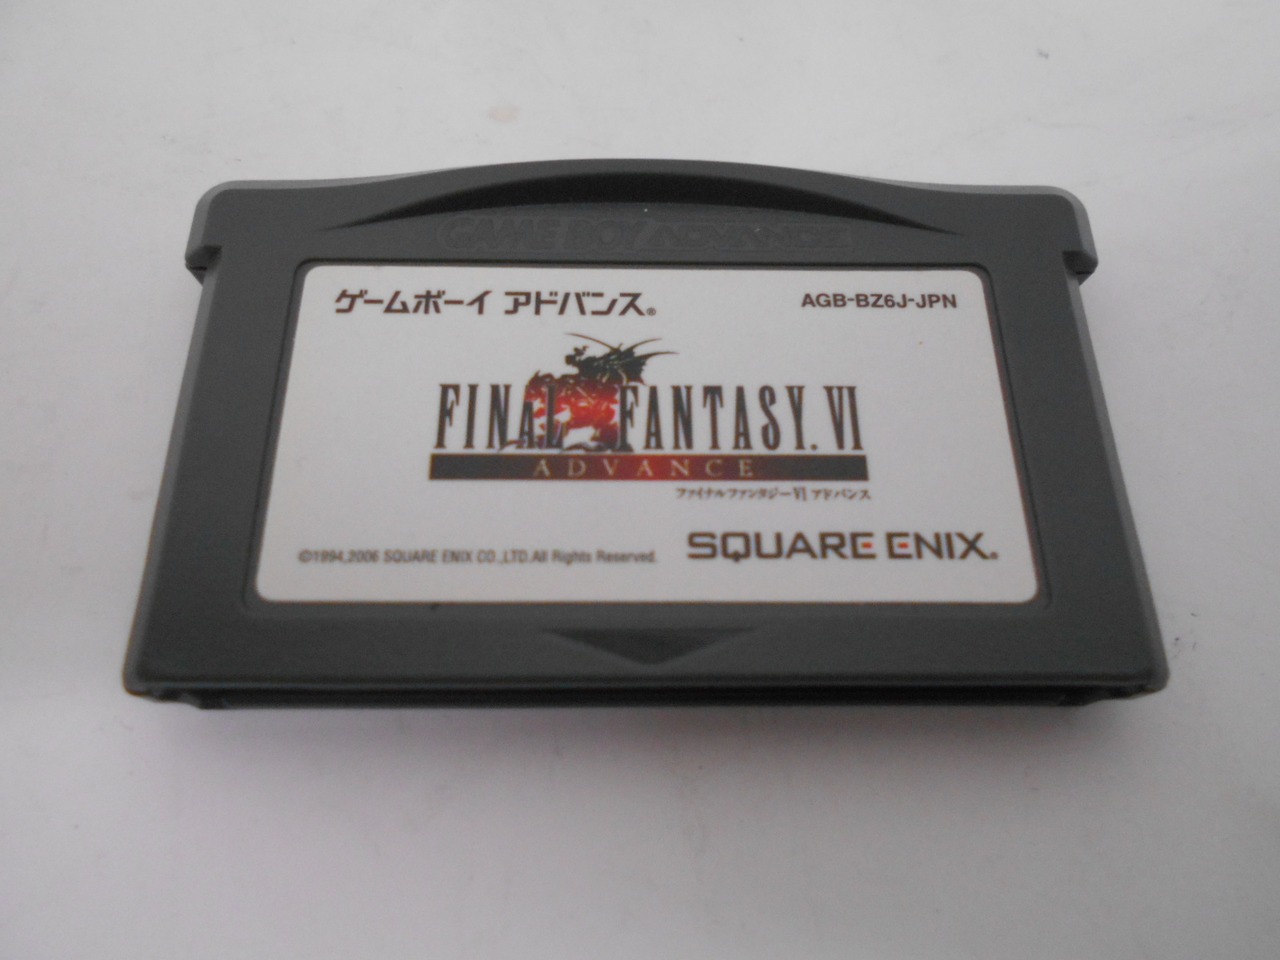 GAME BOY ADVANCE
ゲームボーイ アドバンス®
AGB-BZ6J-JPN
FINAL FANTASY. VI
ADVANCE
ファイナルファンタジーVI アドバンス
©1994,2006 SQUARE ENIX CO.,LTD.All Rights Reserved.
SQUARE ENIX.